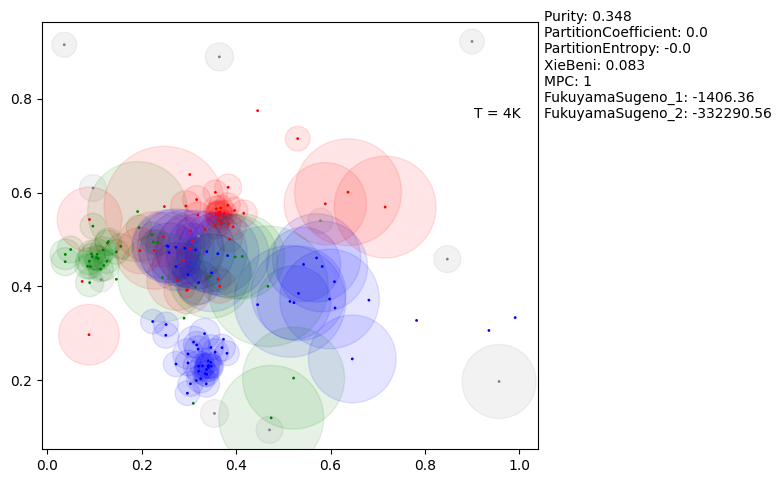 Purity: 0.348
PartitionCoefficient: 0.0
PartitionEntropy: -0.0
XieBeni: 0.083
MPC: 1
FukuyamaSugeno_1: -1406.36
FukuyamaSugeno_2: -332290.56
T = 4K
0.8
0.6
0.4
0.2
0.0 0.2 0.4 0.6 0.8 1.0